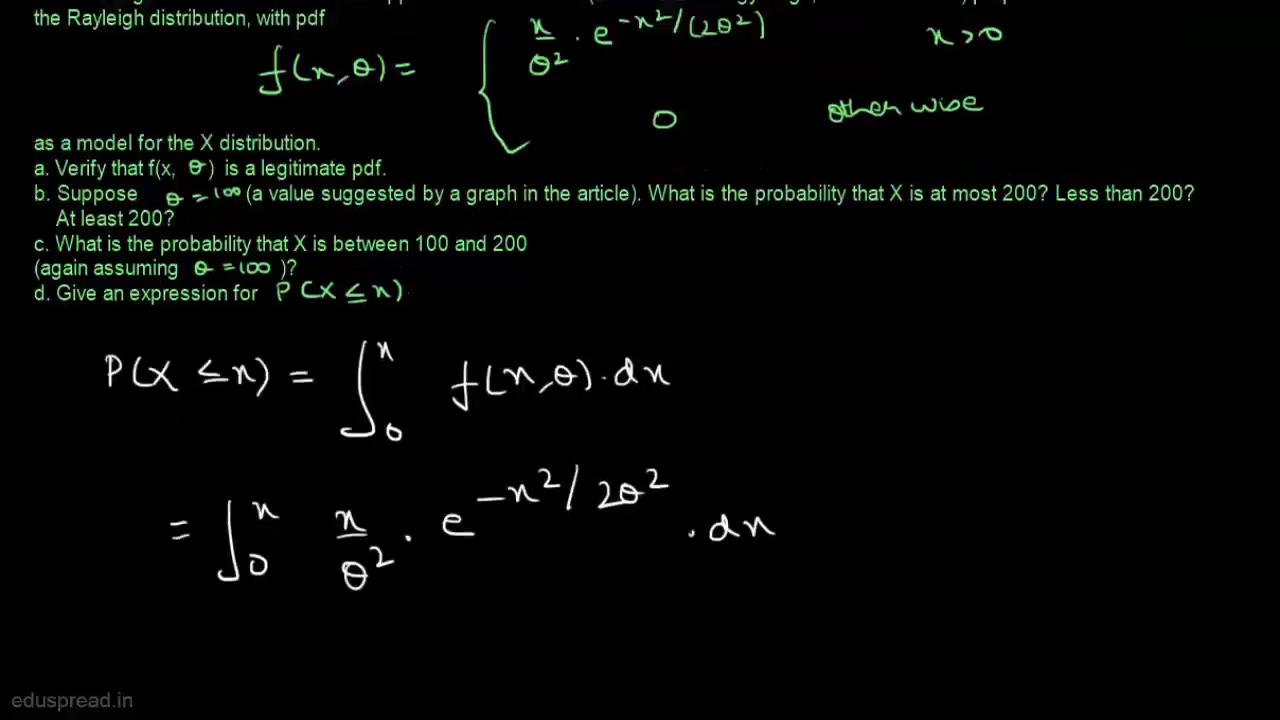 the Rayleigh distribution, with pdf
f(x, θ) = { x/θ² · e^-x²/(2θ²) x>0
0 otherwise
as a model for the X distribution.
a. Verify that f(x, θ) is a legitimate pdf.
b. Suppose θ = 100 (a value suggested by a graph in the article). What is the probability that X is at most 200? Less than 200?
At least 200?
c. What is the probability that X is between 100 and 200
(again assuming θ = 100 )?
d. Give an expression for P(X ≤ x)
P(X ≤ x) = ∫₀ˣ f(x, θ) · dx
= ∫₀ˣ x/θ² · e^-x²/2θ² · dx
eduspread.in